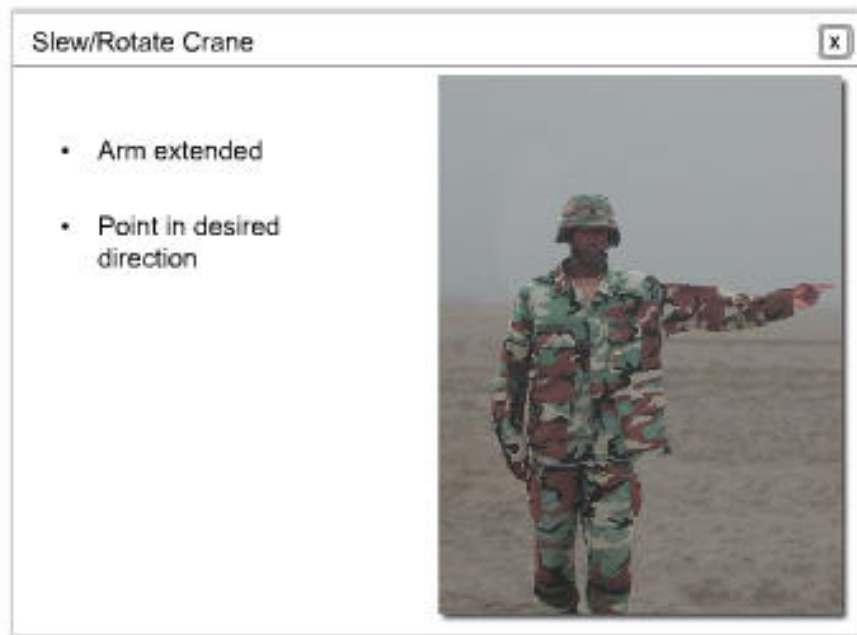 Slew/Rotate Crane
x
• Arm extended
• Point in desired
direction